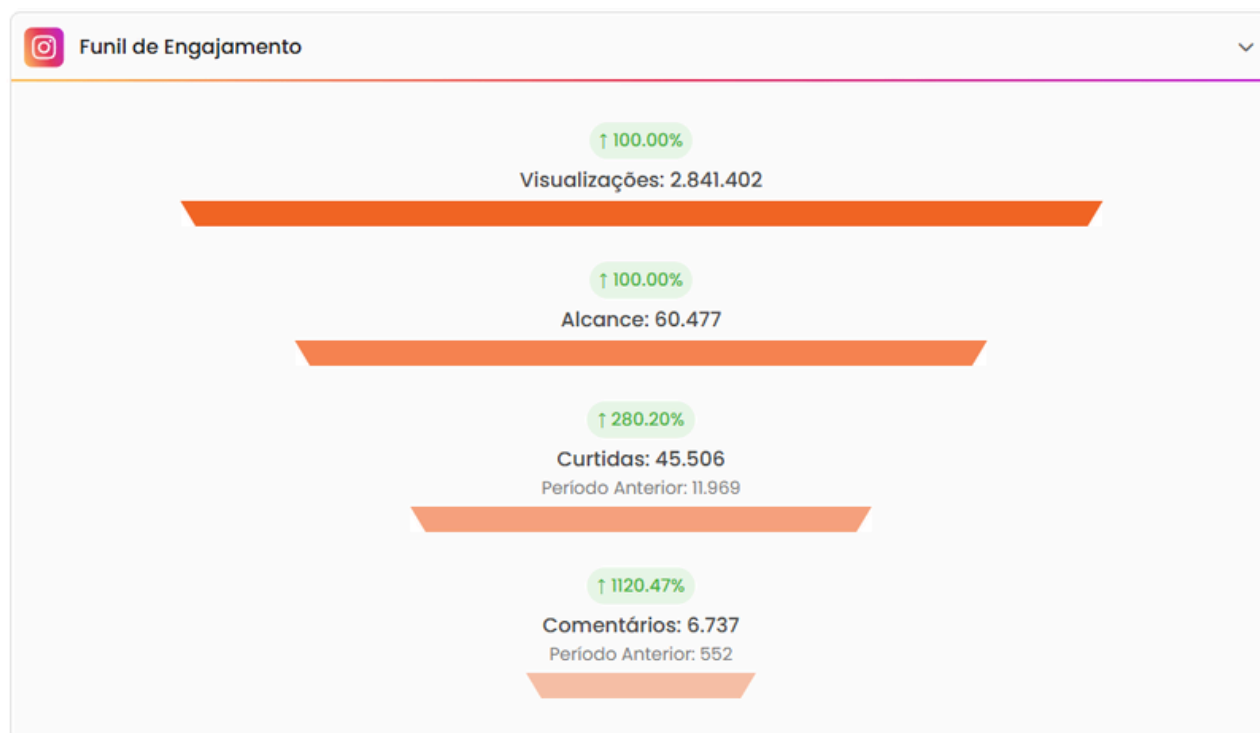 Funil de Engajamento
↑ 100.00%
Visualizações: 2.841.402
↑ 100.00%
Alcance: 60.477
↑ 280.20%
Curtidas: 45.506
Período Anterior: 11.969
↑ 1120.47%
Comentários: 6.737
Período Anterior: 552